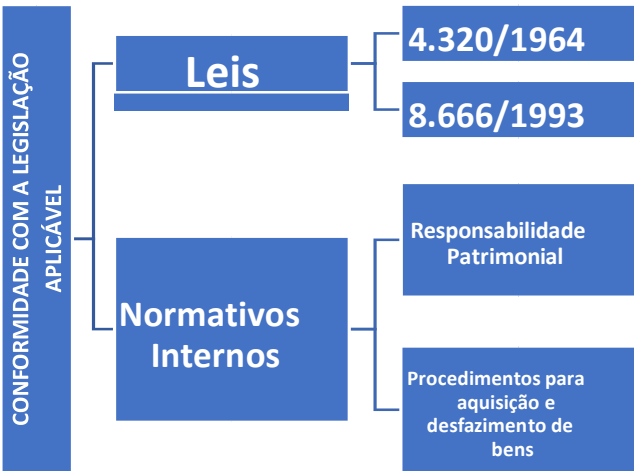 CONFORMIDADE COM A LEGISLAÇÃO
APLICÁVEL
Leis
4.320/1964
8.666/1993
Normativos
Internos
Responsabilidade
Patrimonial
Procedimentos para
aquisição e
desfazimento de
bens